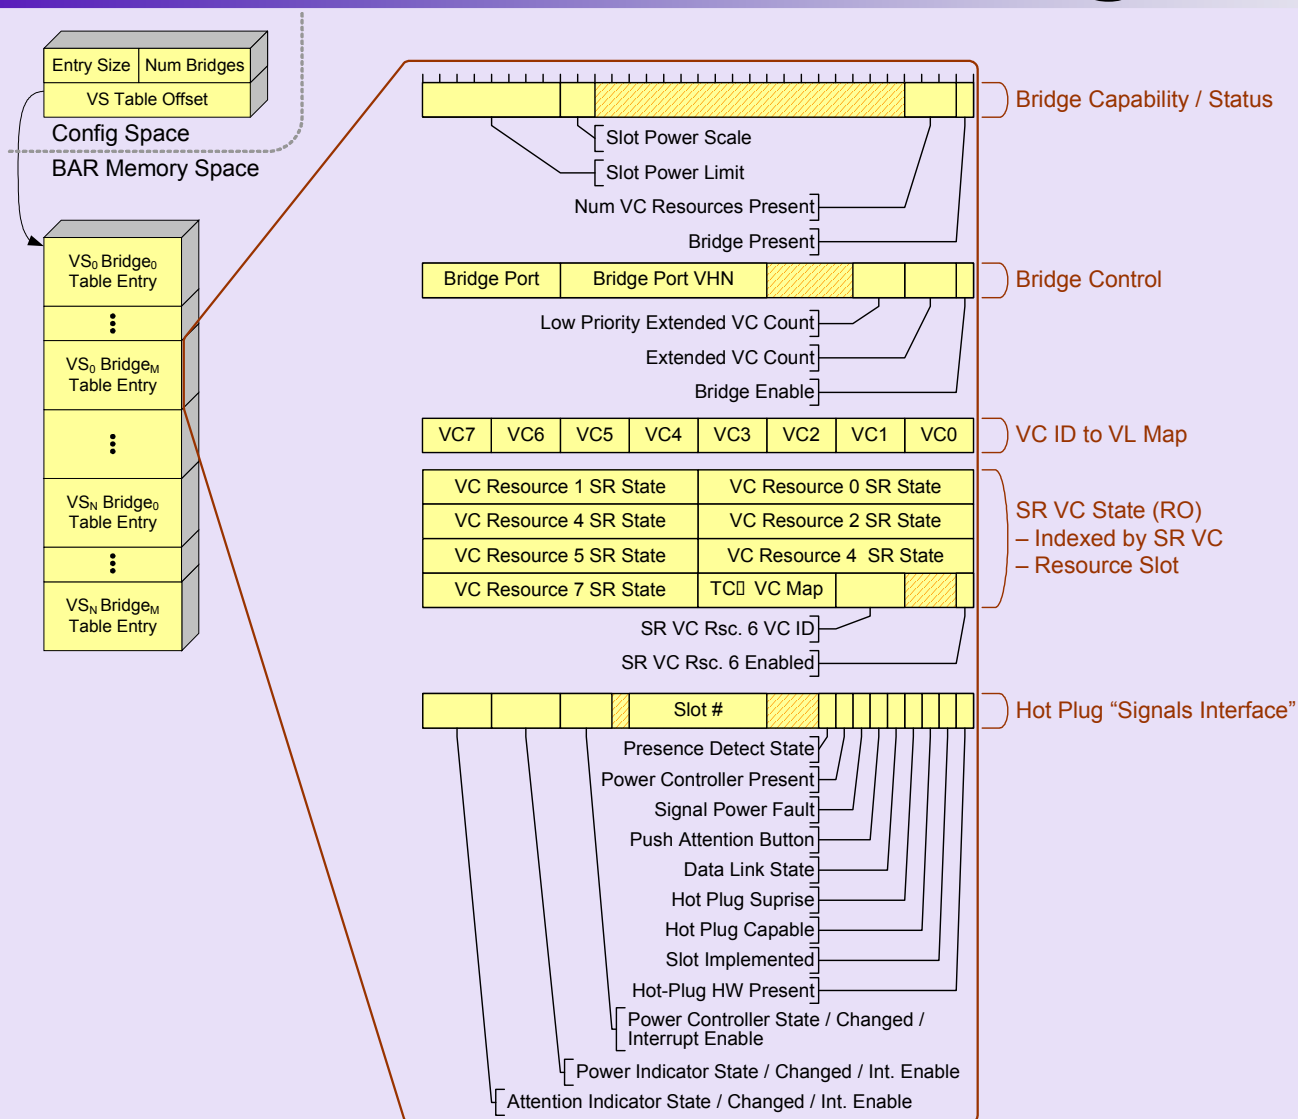 Entry Size Num Bridges
VS Table Offset
Config Space
BAR Memory Space
VS₀ Bridge₀
Table Entry
VS₀ Bridge_M
Table Entry
VS_N Bridge₀
Table Entry
VS_N Bridge_M
Table Entry
Bridge Capability / Status
Slot Power Scale
Slot Power Limit
Num VC Resources Present
Bridge Present
Bridge Port Bridge Port VHN
Bridge Control
Low Priority Extended VC Count
Extended VC Count
Bridge Enable
VC7 VC6 VC5 VC4 VC3 VC2 VC1 VC0
VC ID to VL Map
VC Resource 1 SR State VC Resource 0 SR State
VC Resource 4 SR State VC Resource 2 SR State
VC Resource 5 SR State VC Resource 4 SR State
VC Resource 7 SR State TC▯ VC Map
SR VC State (RO)
– Indexed by SR VC
– Resource Slot
SR VC Rsc. 6 VC ID
SR VC Rsc. 6 Enabled
Slot #
Hot Plug “Signals Interface”
Presence Detect State
Power Controller Present
Signal Power Fault
Push Attention Button
Data Link State
Hot Plug Suprise
Hot Plug Capable
Slot Implemented
Hot-Plug HW Present
Power Controller State / Changed /
Interrupt Enable
Power Indicator State / Changed / Int. Enable
Attention Indicator State / Changed / Int. Enable